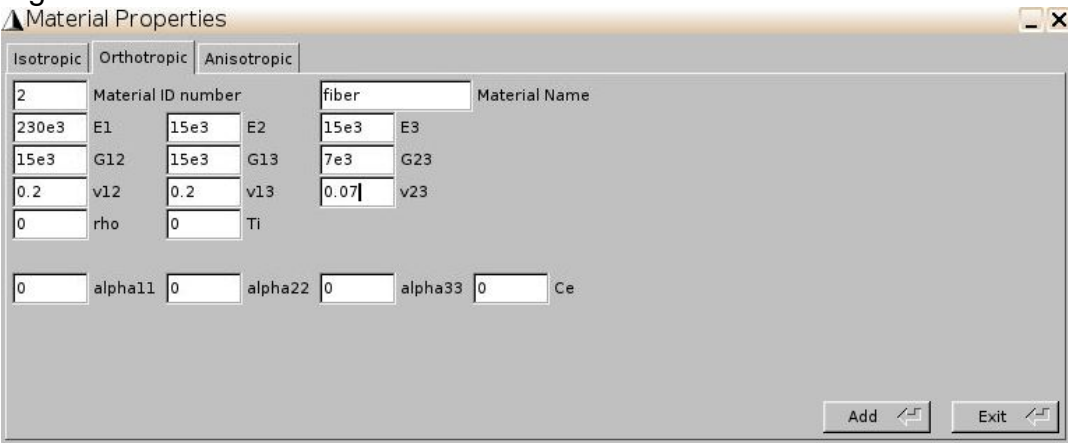 Material Properties
Isotropic Orthotropic Anisotropic
2 Material ID number fiber Material Name
230e3 E1 15e3 E2 15e3 E3
15e3 G12 15e3 G13 7e3 G23
0.2 v12 0.2 v13 0.07 v23
0 rho 0 Ti
0 alpha11 0 alpha22 0 alpha33 0 Ce
Add Exit